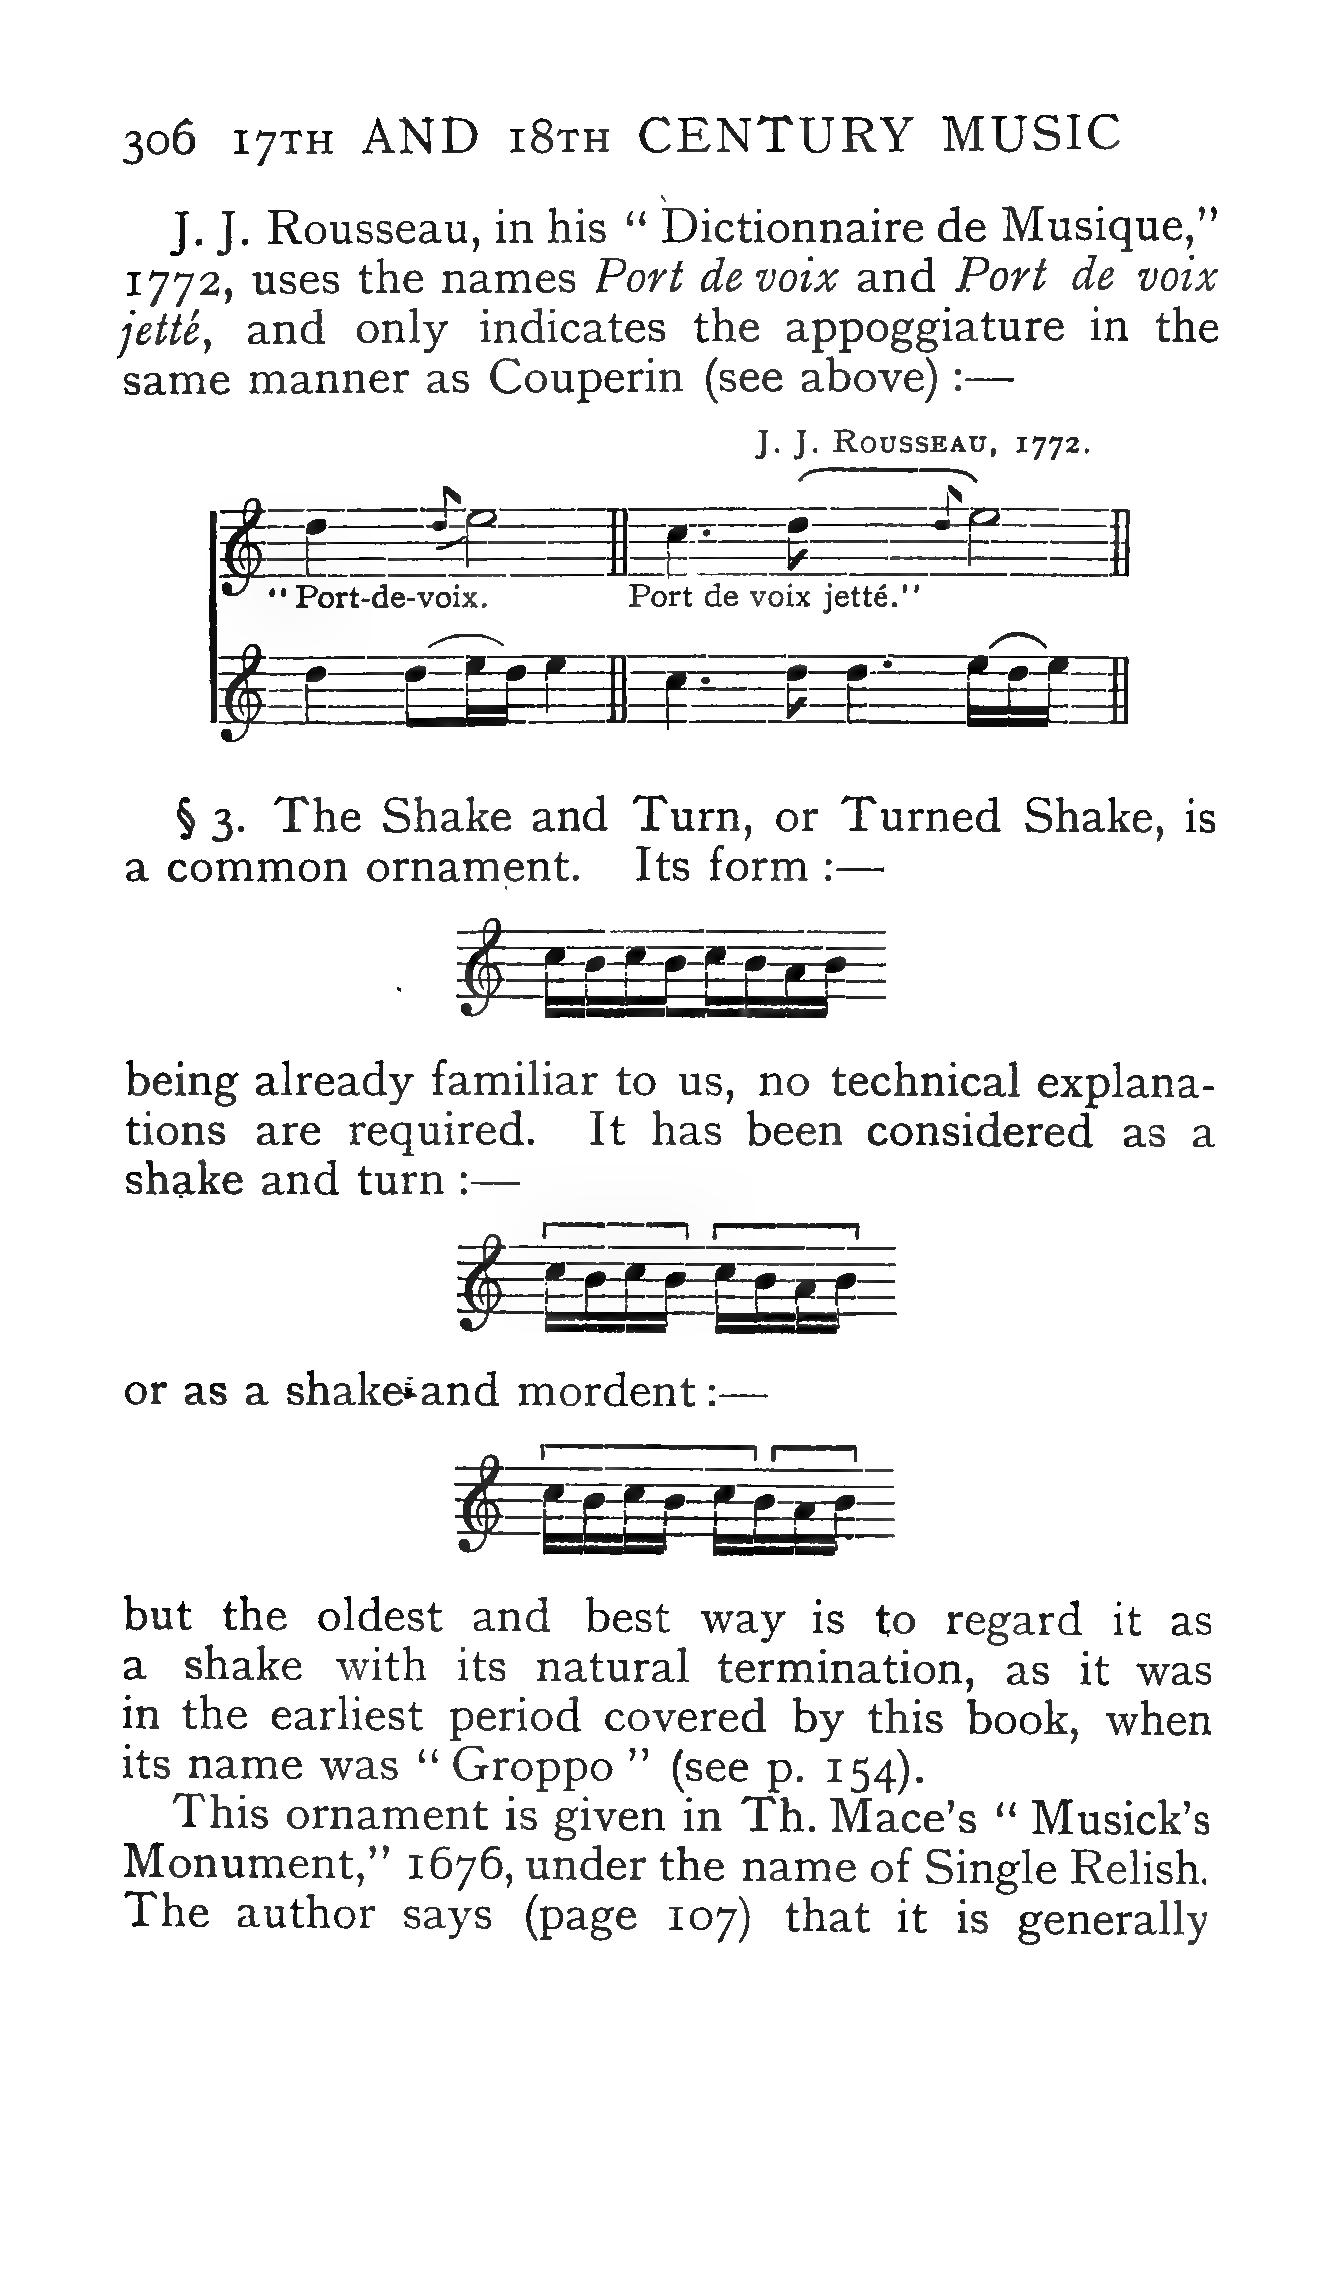 306 17TH AND 18TH CENTURY MUSIC
J. J. Rousseau, in his “ Dictionnaire de Musique,”
1772, uses the names Port de voix and Port de voix
jetté, and only indicates the appoggiature in the
same manner as Couperin (see above) :—
J. J. ROUSSEAU, 1772.
“ Port-de-voix. Port de voix jetté.”
§ 3. The Shake and Turn, or Turned Shake, is
a common ornament. Its form :—
being already familiar to us, no technical explana-
tions are required. It has been considered as a
shake and turn :—
or as a shake and mordent :—
but the oldest and best way is to regard it as
a shake with its natural termination, as it was
in the earliest period covered by this book, when
its name was “ Groppo ” (see p. 154).
This ornament is given in Th. Mace’s “ Musick’s
Monument,” 1676, under the name of Single Relish.
The author says (page 107) that it is generally